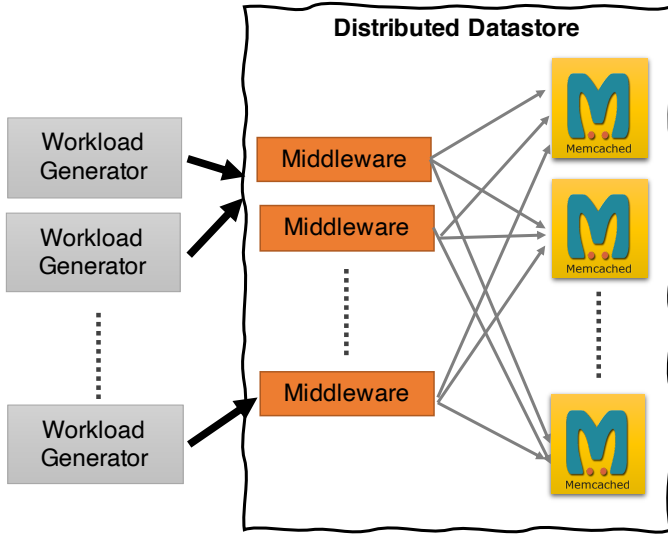 Distributed Datastore
Workload
Generator
Middleware
Memcached
Workload
Generator
Middleware
Memcached
Workload
Generator
Middleware
Memcached